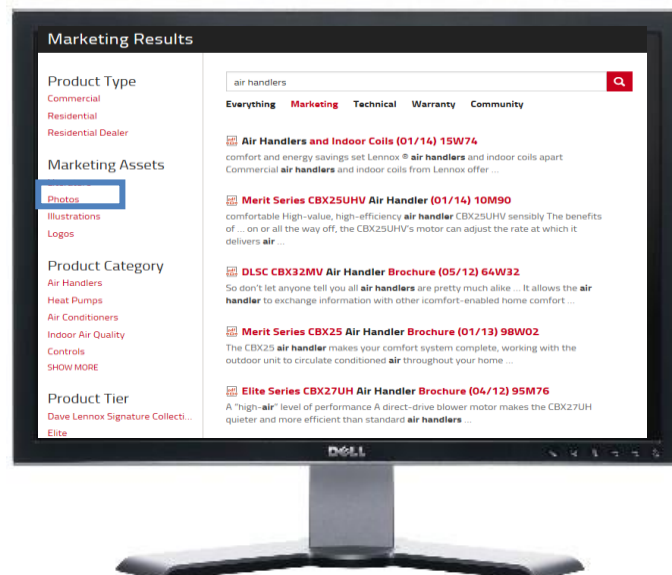 Marketing Results
Product Type
Commercial
Residential
Residential Dealer
Marketing Assets
Photos
Illustrations
Logos
Product Category
Air Handlers
Heat Pumps
Air Conditioners
Indoor Air Quality
Controls
SHOW MORE
Product Tier
Dave Lennox Signature Collecti...
Elite
air handlers
Everything Marketing Technical Warranty Community
Air Handlers and Indoor Coils (01/14) 15W74
comfort and energy savings set Lennox ® air handlers and indoor coils apart
Commercial air handlers and indoor coils from Lennox offer ...
Merit Series CBX25UHV Air Handler (01/14) 10M90
comfortable High-value, high-efficiency air handler CBX25UHV sensibly The benefits
of ... on or all the way off, the CBX25UHV's motor can adjust the rate at which it
delivers air ...
DLSC CBX32MV Air Handler Brochure (05/12) 64W32
So don't let anyone tell you all air handlers are pretty much alike ... It allows the air
handler to exchange information with other icomfort-enabled home comfort ...
Merit Series CBX25 Air Handler Brochure (01/13) 98W02
The CBX25 air handler makes your comfort system complete, working with the
outdoor unit to circulate conditioned air throughout your home ...
Elite Series CBX27UH Air Handler Brochure (04/12) 95M76
A "high-air" level of performance A direct-drive blower motor makes the CBX27UH
quieter and more efficient than standard air handlers ...
DELL